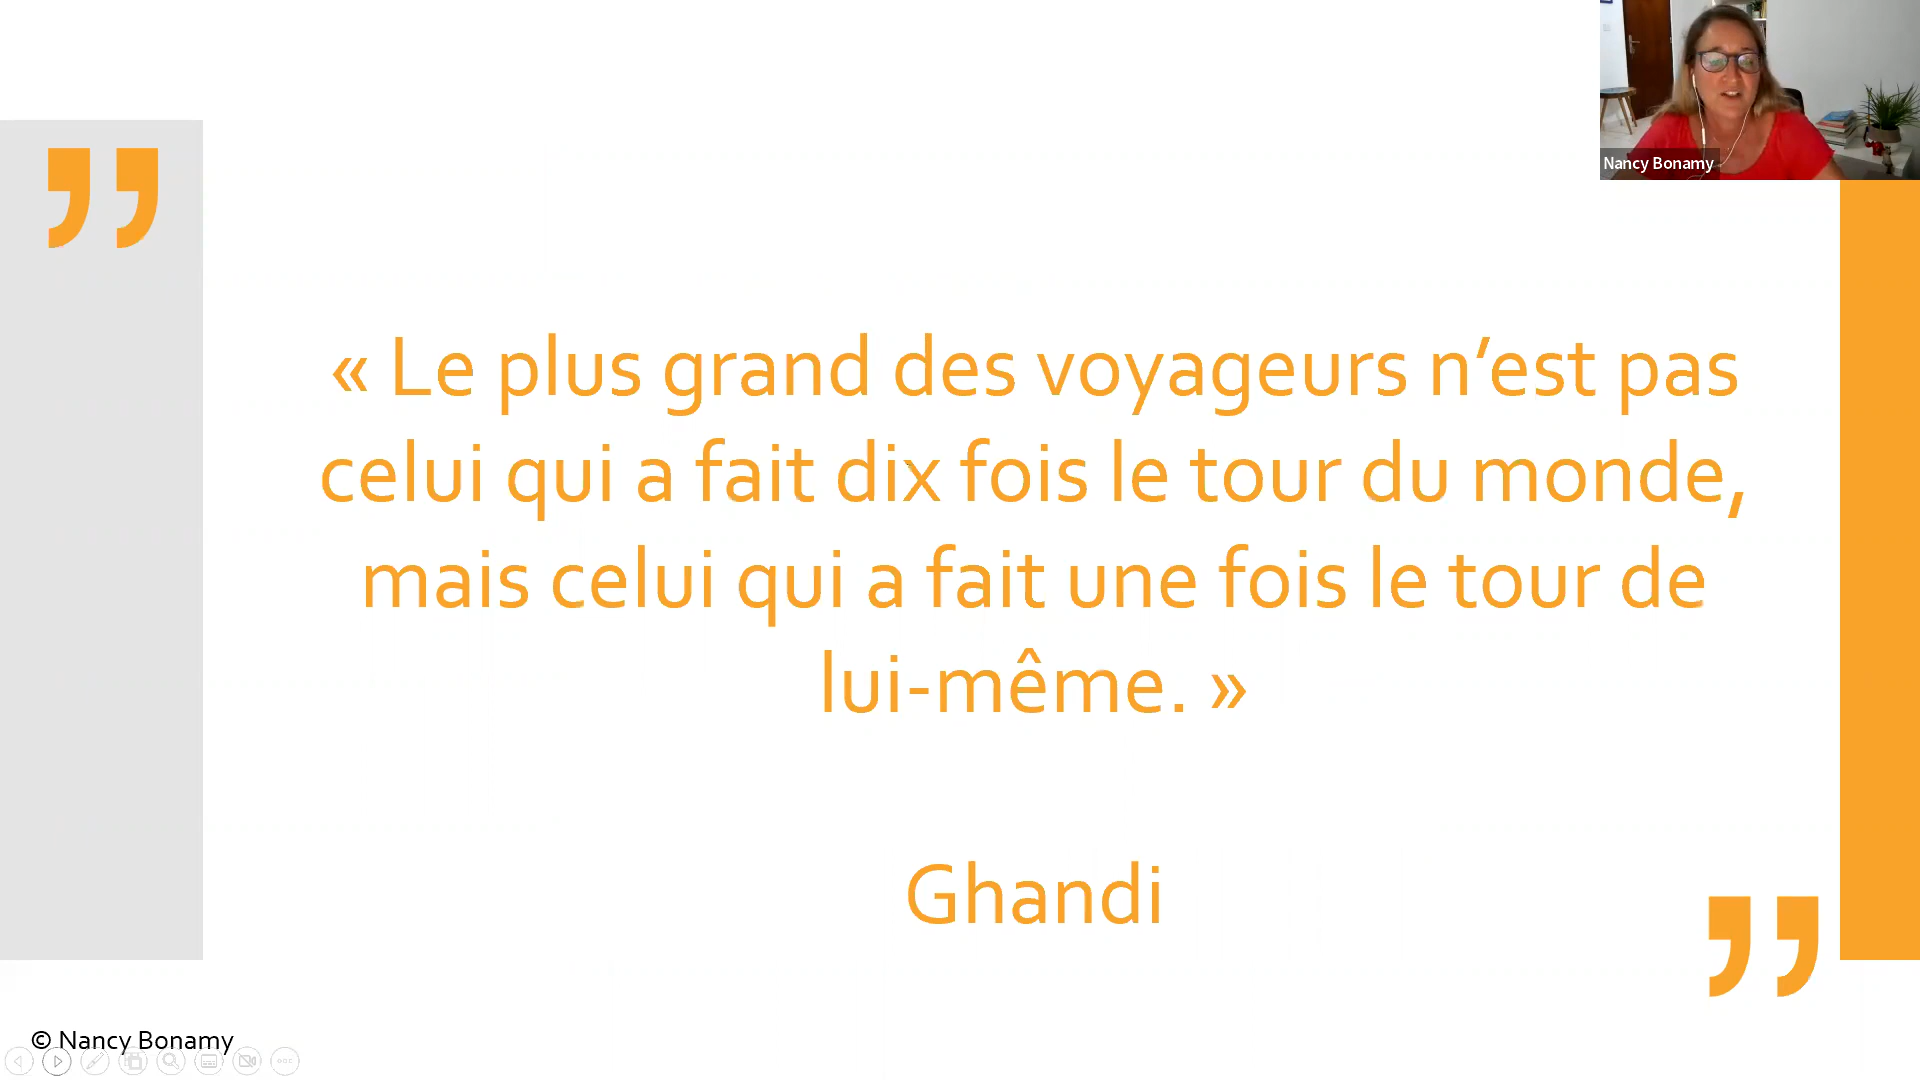 Nancy Bonamy
« Le plus grand des voyageurs n’est pas
celui qui a fait dix fois le tour du monde,
mais celui qui a fait une fois le tour de
lui-même. »
Ghandi
© Nancy Bonamy